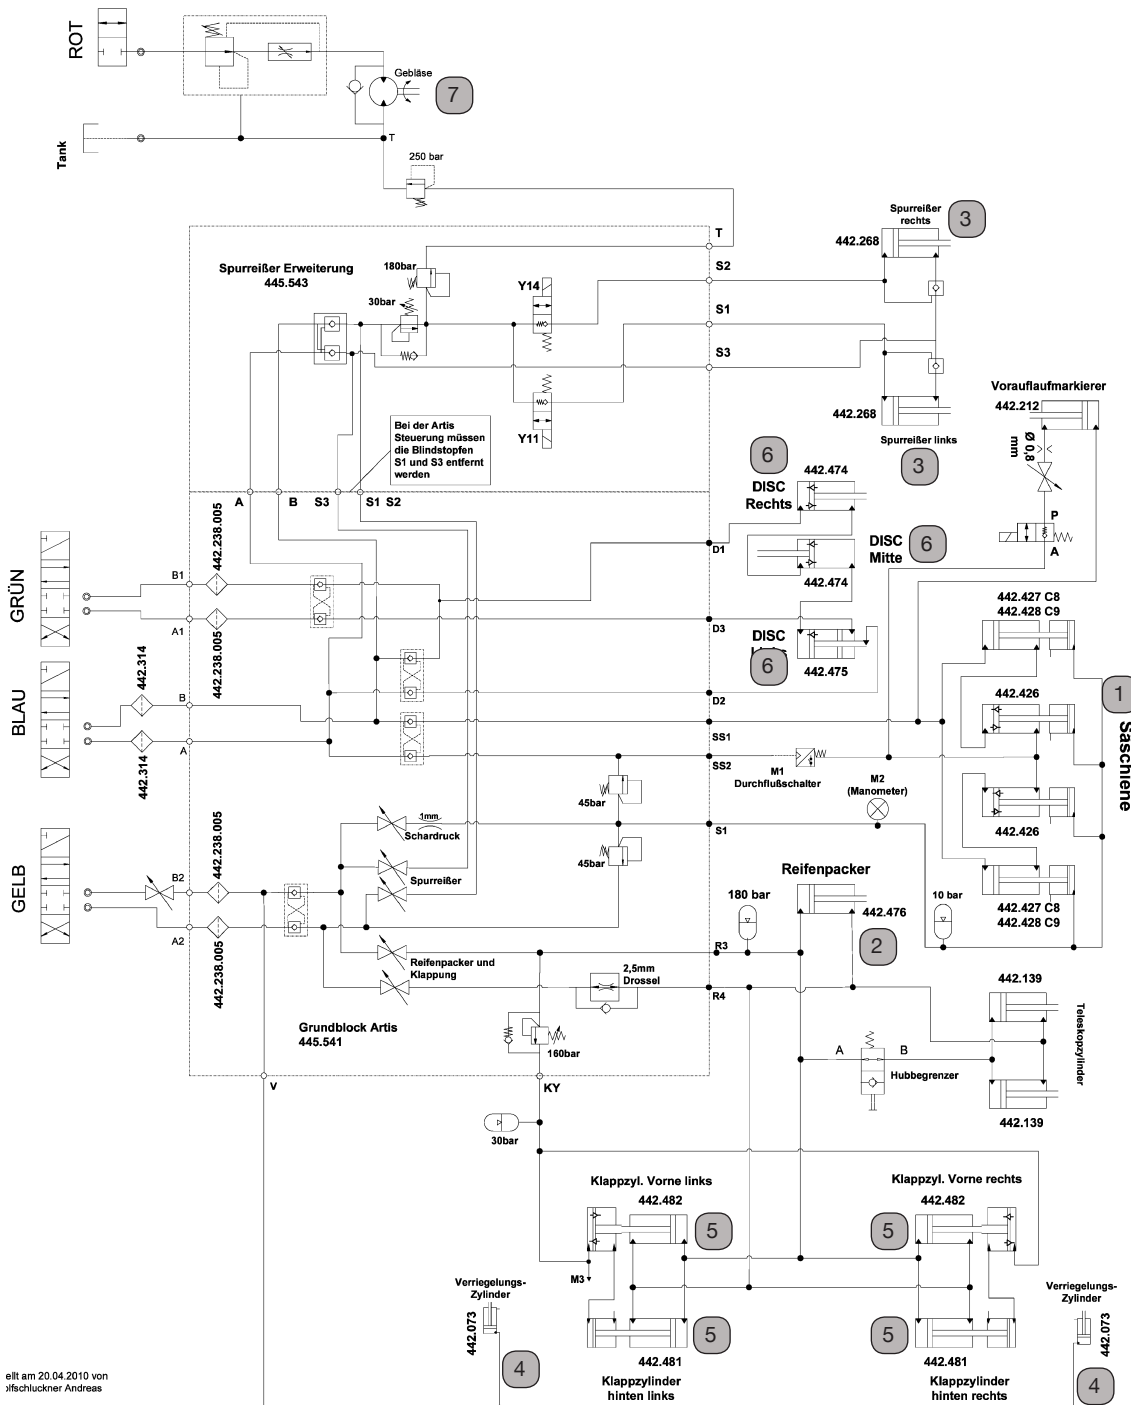 ROT
Gebläse
7
T
Tank
250 bar
Spurreißer
rechts
3
442.268
T
S2
S1
S3
Spurreißer Erweiterung
445.543
180bar
30bar
Y14
Y11
442.268
Spurreißer links
3
Vorauflaufmarkierer
442.212
Ø 0,8
mm
P
A
Bei der Artis
Steuerung müssen
die Blindstopfen
S1 und S3 entfernt
werden
A
B
S3
S1 S2
6
442.474
DISC
Rechts
DISC
Mitte
6
442.474
D1
GRÜN
B1
442.238.005
A1
442.238.005
D3
DISC
6
442.475
D2
442.427 C8
442.428 C9
442.426
1
Säschiene
BLAU
442.314
B
A
442.314
SS1
SS2
M1
Durchflußschalter
M2
(Manometer)
442.426
45bar
1mm
Schardruck
S1
45bar
GELB
B2
442.238.005
A2
442.238.005
Spurreißer
Reifenpacker
180 bar
442.476
2
10 bar
442.427 C8
442.428 C9
R3
Reifenpacker und
Klappung
2,5mm
Drossel
R4
Grundblock Artis
445.541
160bar
442.139
Teleskopzylinder
A
B
Hubbegrenzer
442.139
V
KY
30bar
Klappzyl. Vorne links
442.482
5
Klappzyl. Vorne rechts
442.482
5
M3
Verriegelungs-
Zylinder
442.073
4
5
442.481
Klappzylinder
hinten links
5
442.481
Klappzylinder
hinten rechts
Verriegelungs-
Zylinder
442.073
4
ellt am 20.04.2010 von
olfschluckner Andreas